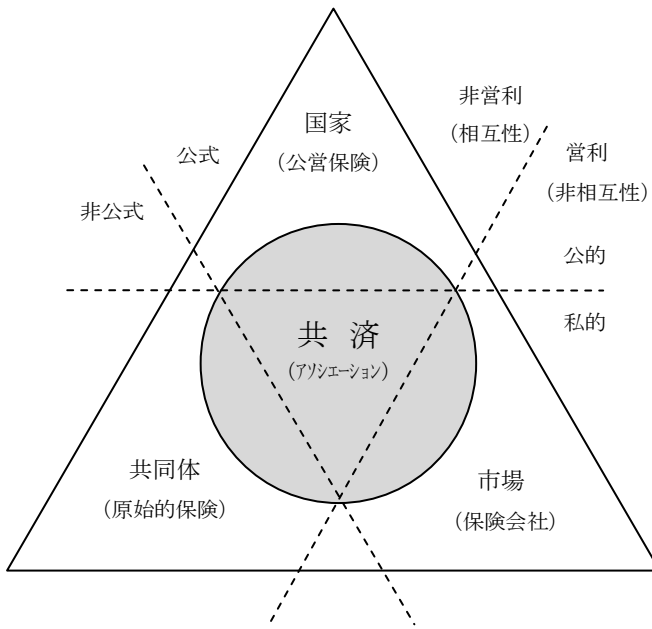 非営利
(相互性)
国家
(公営保険)
公式
営利
(非相互性)
非公式
公的
私的
共 済
(アソシエーション)
共同体
(原始的保険)
市場
(保険会社)